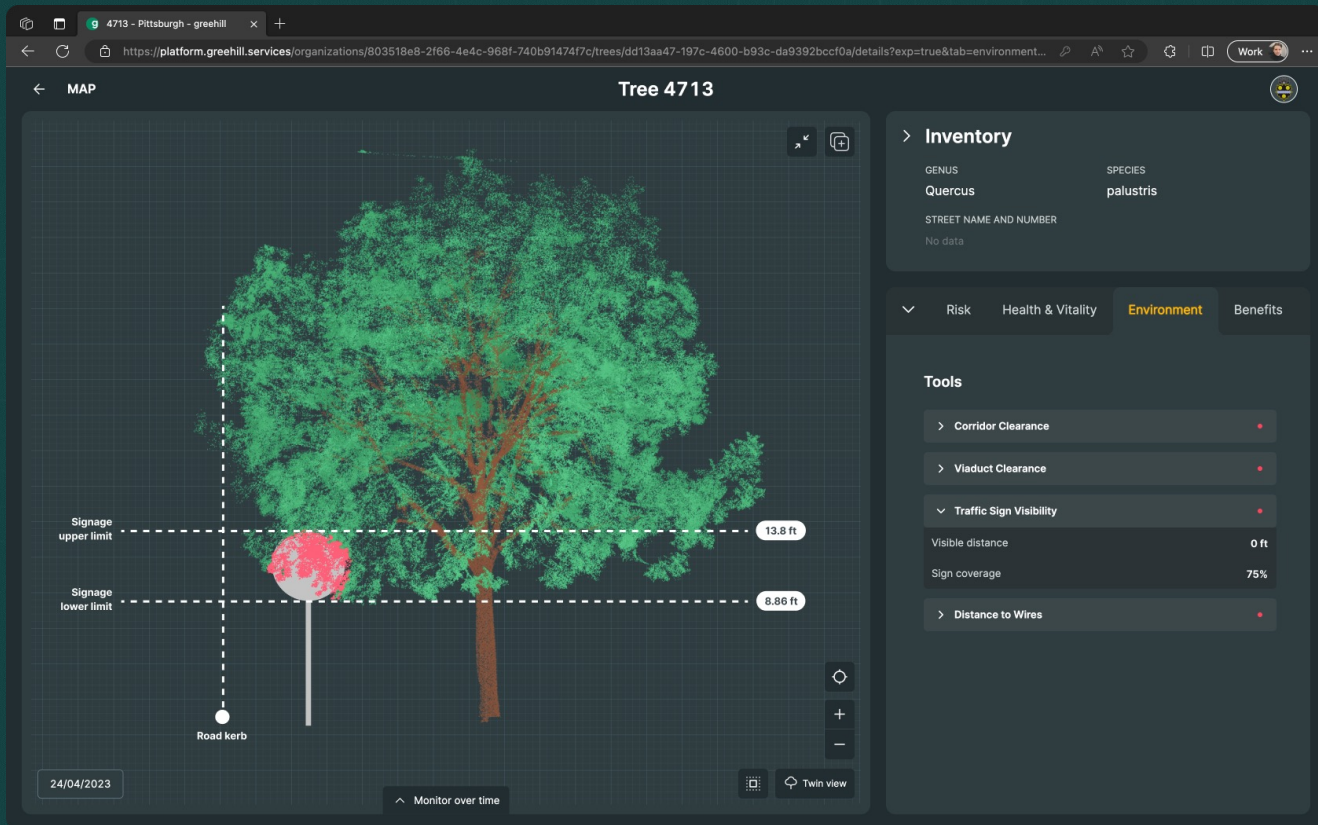 4713 - Pittsburgh - greehill
https://platform.greehill.services/organizations/803518e8-2f66-4e4c-968f-740b91474f7c/trees/dd13aa47-197c-4600-b93c-da9392bccf0a/details?exp=true&tab=environment...
Work
MAP
Tree 4713
Signage
upper limit
13.8 ft
Signage
lower limit
8.86 ft
Road kerb
24/04/2023
Monitor over time
Twin view
Inventory
GENUS
SPECIES
Quercus
palustris
STREET NAME AND NUMBER
No data
Risk
Health & Vitality
Environment
Benefits
Tools
Corridor Clearance
Viaduct Clearance
Traffic Sign Visibility
Visible distance
0 ft
Sign coverage
75%
Distance to Wires